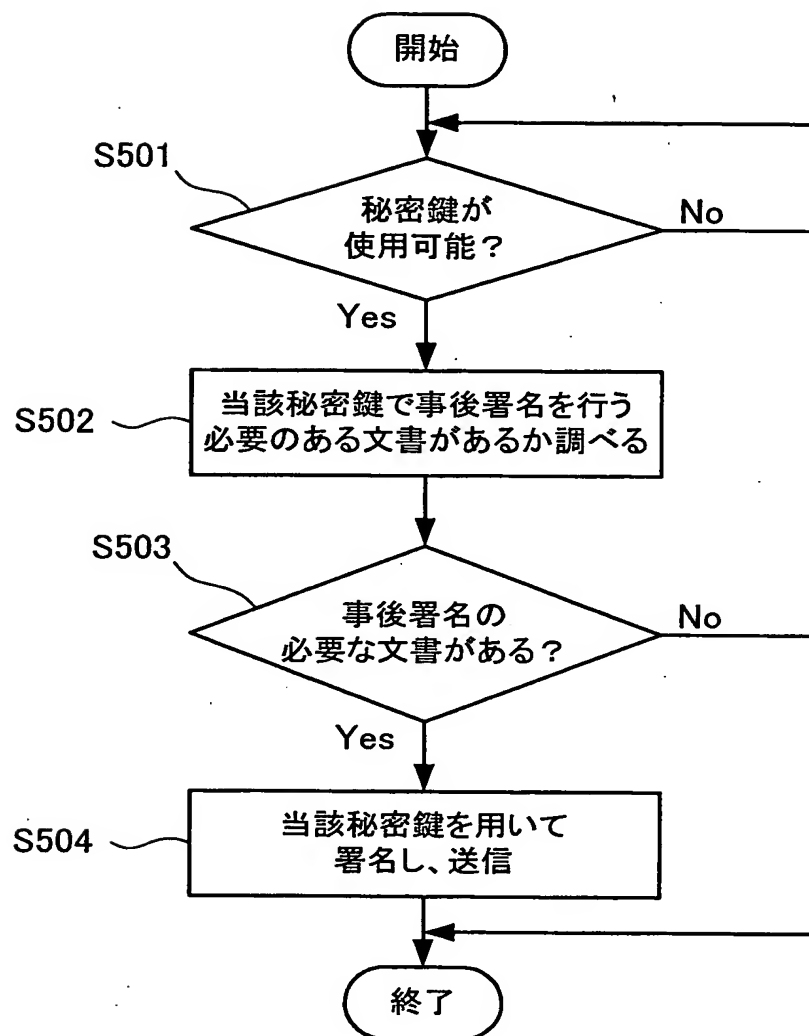 開始
S501
秘密鍵が
使用可能？
No
Yes
S502
当該秘密鍵で事後署名を行う
必要のある文書があるか調べる
S503
事後署名の
必要な文書がある？
No
Yes
S504
当該秘密鍵を用いて
署名し、送信
終了